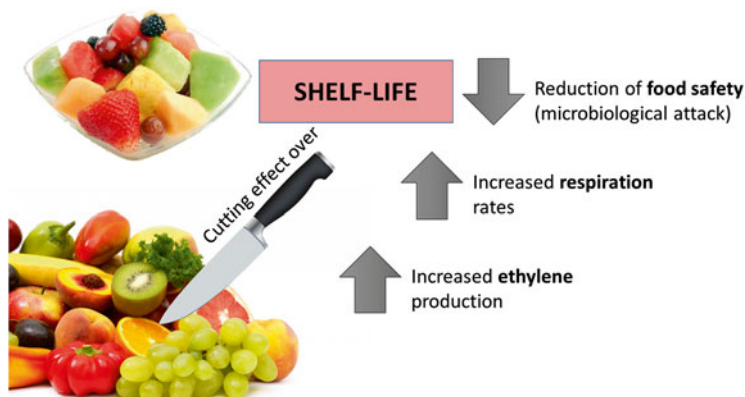 SHELF-LIFE
Reduction of food safety
(microbiological attack)
Cutting effect over
Increased respiration
rates
Increased ethylene
production